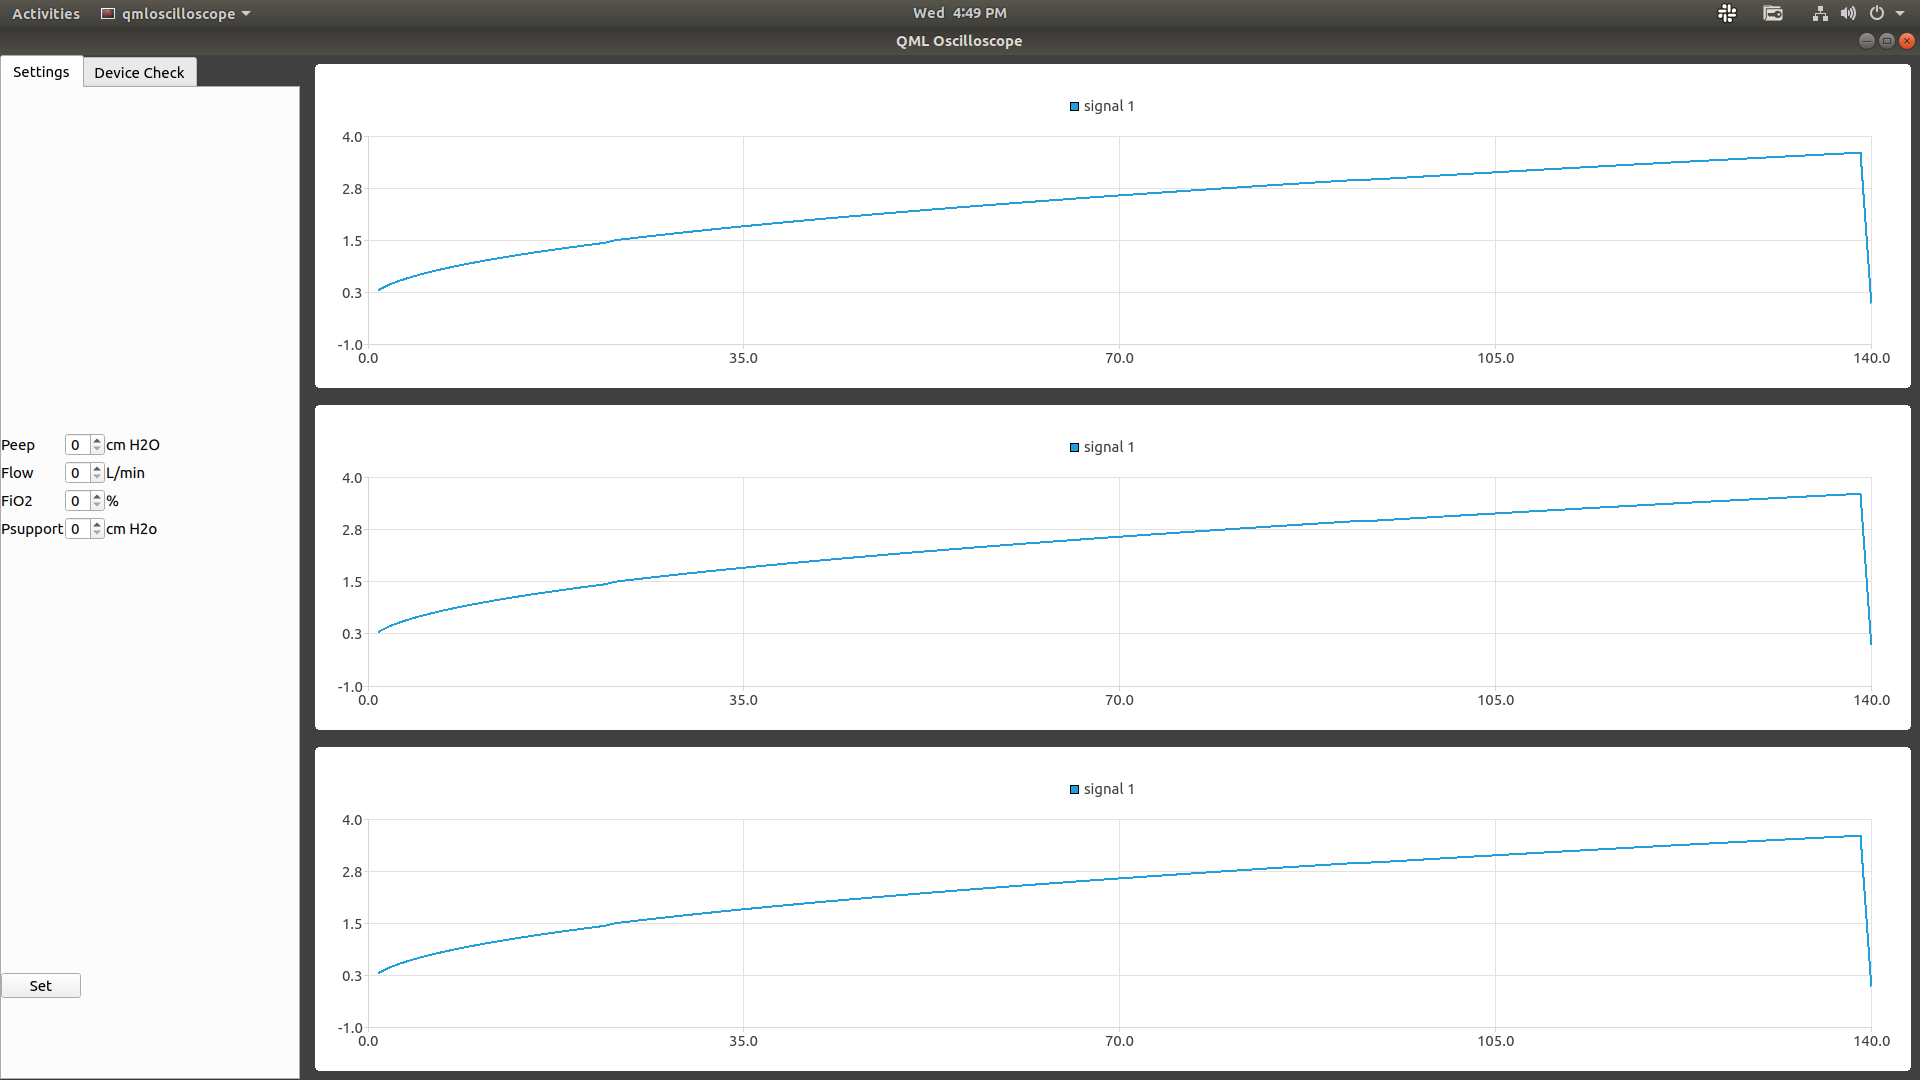 Activities qmloscilloscope Wed 4:49 PM
QML Oscilloscope
Settings Device Check
Peep 0 cm H2O
Flow 0 L/min
FiO2 0 %
Psupport 0 cm H2o
Set
signal 1
4.0
2.8
1.5
0.3
-1.0
0.0 35.0 70.0 105.0 140.0
signal 1
4.0
2.8
1.5
0.3
-1.0
0.0 35.0 70.0 105.0 140.0
signal 1
4.0
2.8
1.5
0.3
-1.0
0.0 35.0 70.0 105.0 140.0